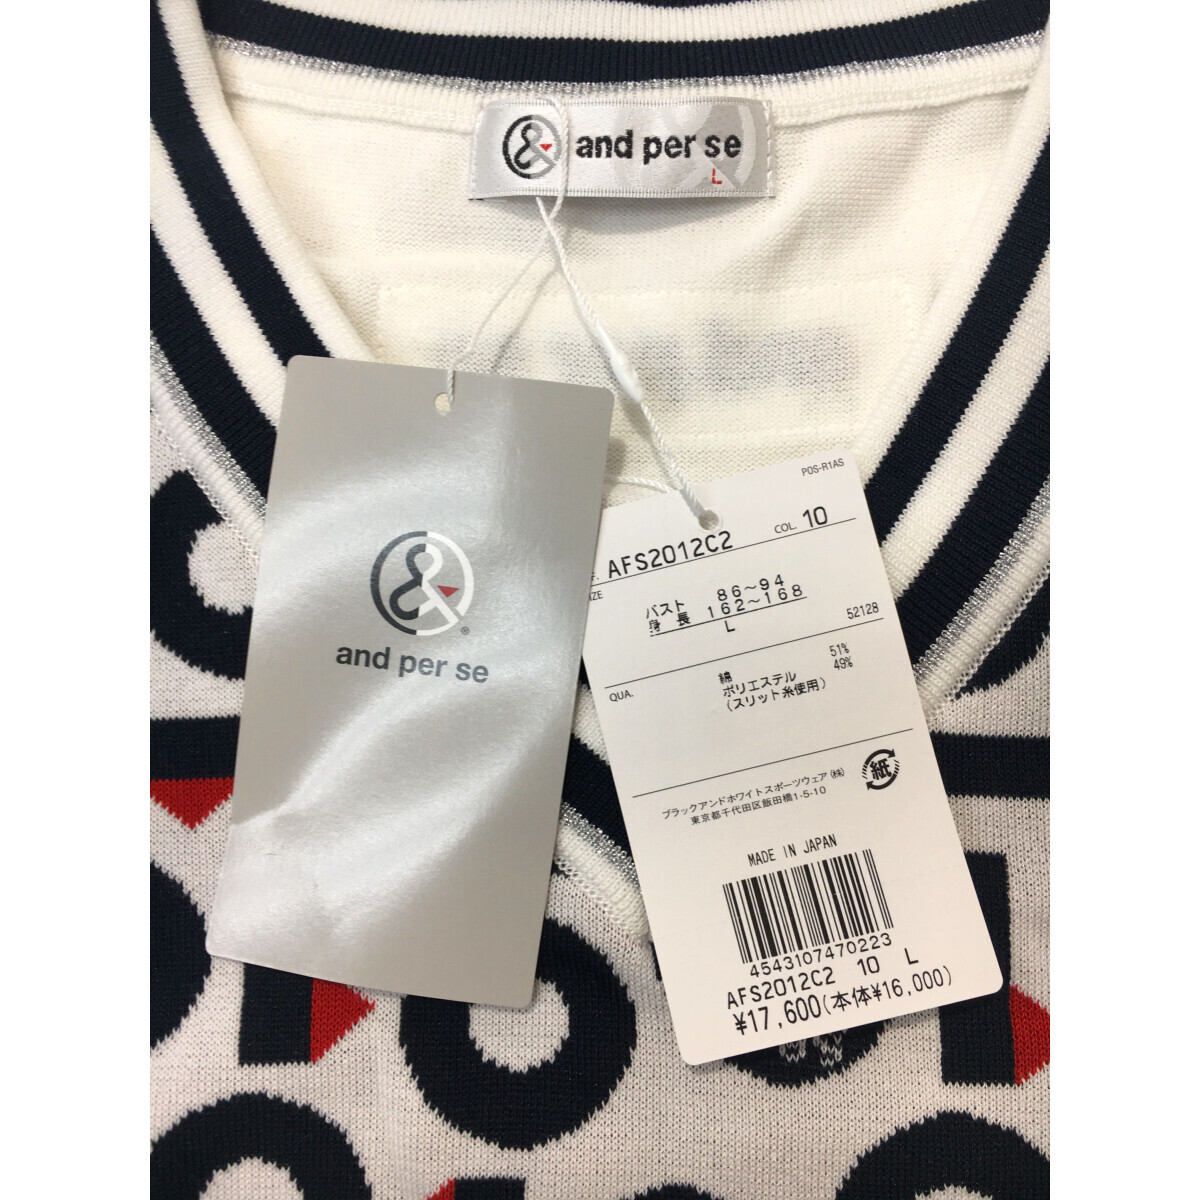 and per se
L
and per se
®
POS-R1AS
AFS2012C2 COL. 10
バスト 86~94
身長 162~168
L
52128
QUA.
綿 51%
ポリエステル 49%
(スリット糸使用)
紙
ブラックアンドホワイトスポーツウェア(株)
東京都千代田区飯田橋1-5-10
MADE IN JAPAN
4543107470223
AFS2012C2 10 L
¥17,600(本体¥16,000)